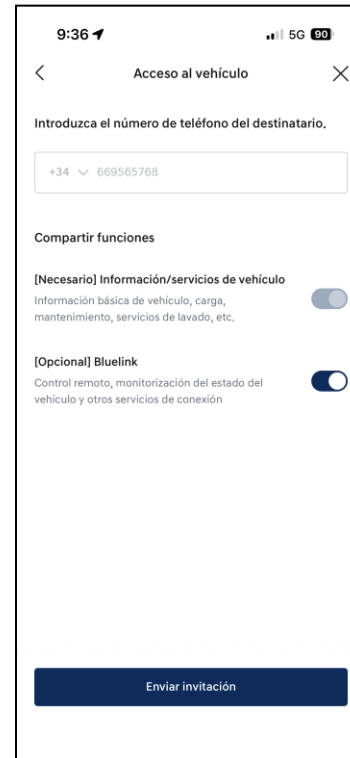 9:36 5G 90
Acceso al vehículo
Introduzca el número de teléfono del destinatario.
+34 669565768
Compartir funciones
[Necesario] Información/servicios de vehículo
Información básica de vehículo, carga,
mantenimiento, servicios de lavado, etc.
[Opcional] Bluelink
Control remoto, monitorización del estado del
vehículo y otros servicios de conexión
Enviar invitación